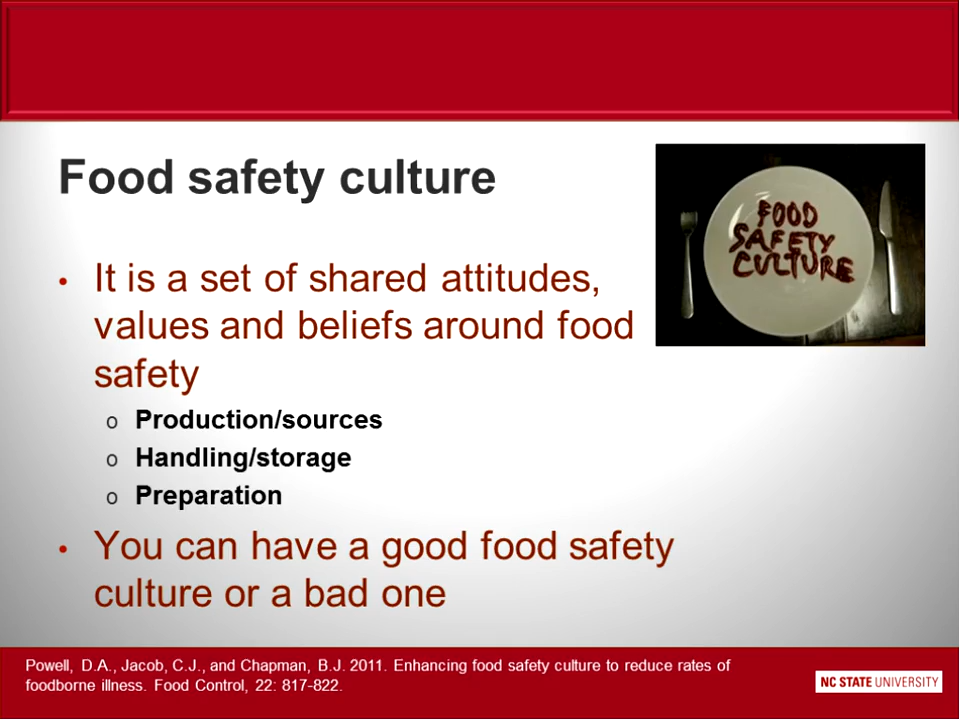 Food safety culture
FOOD
SAFETY
CULTURE
• It is a set of shared attitudes,
values and beliefs around food
safety
o Production/sources
o Handling/storage
o Preparation
• You can have a good food safety
culture or a bad one
Powell, D.A., Jacob, C.J., and Chapman, B.J. 2011. Enhancing food safety culture to reduce rates of
foodborne illness. Food Control, 22: 817-822.
NC STATE UNIVERSITY